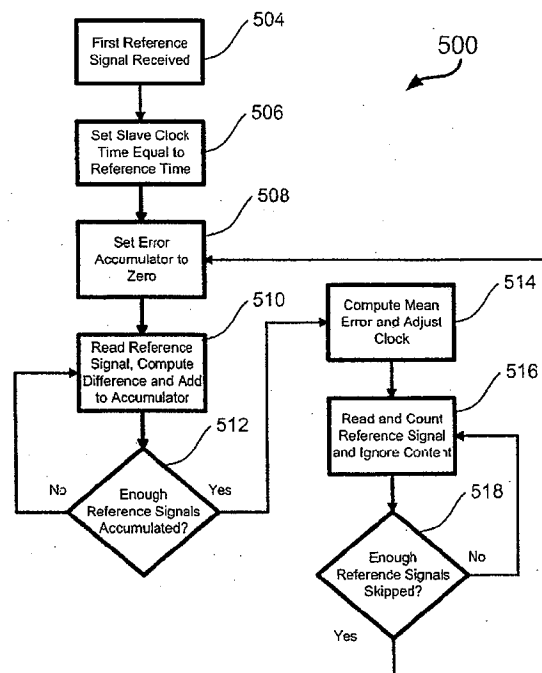 504
First Reference
Signal Received
500
506
Set Slave Clock
Time Equal to
Reference Time
508
Set Error
Accumulator to
Zero
510
Read Reference
Signal, Compute
Difference and Add
to Accumulator
512
No
Enough
Reference Signals
Accumulated?
Yes
514
Compute Mean
Error and Adjust
Clock
516
Read and Count
Reference Signal
and Ignore Content
518
Enough
Reference Signals
Skipped?
No
Yes